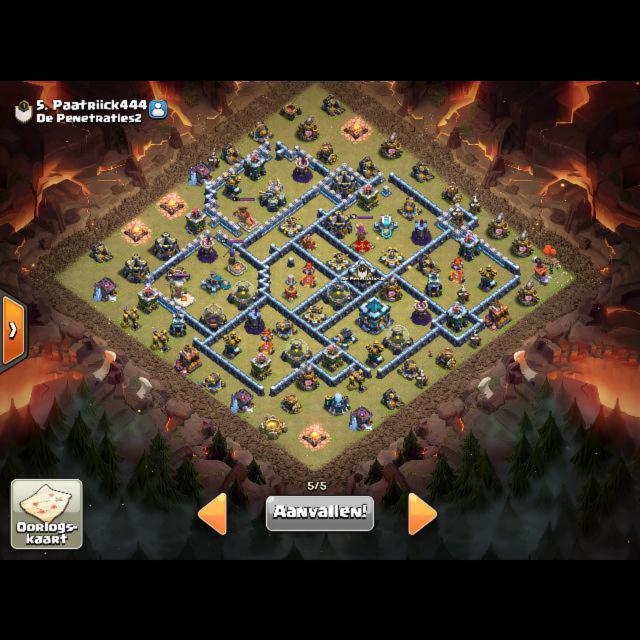 5. Paatriick444
De Penetraties2
5/5
Aanvallen!
Oorlogs-
kaart